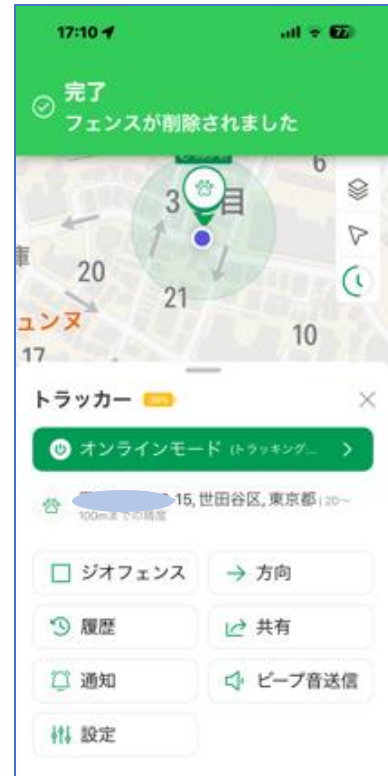 17:10
77
完了
フェンスが削除されました
6
3
目
庫
20
21
ュンヌ
10
17
トラッカー
オンラインモード (トラッキング...
15, 世田谷区, 東京都 | 20~
100mまでの精度
ジオフェンス
方向
履歴
共有
通知
ビープ音送信
設定